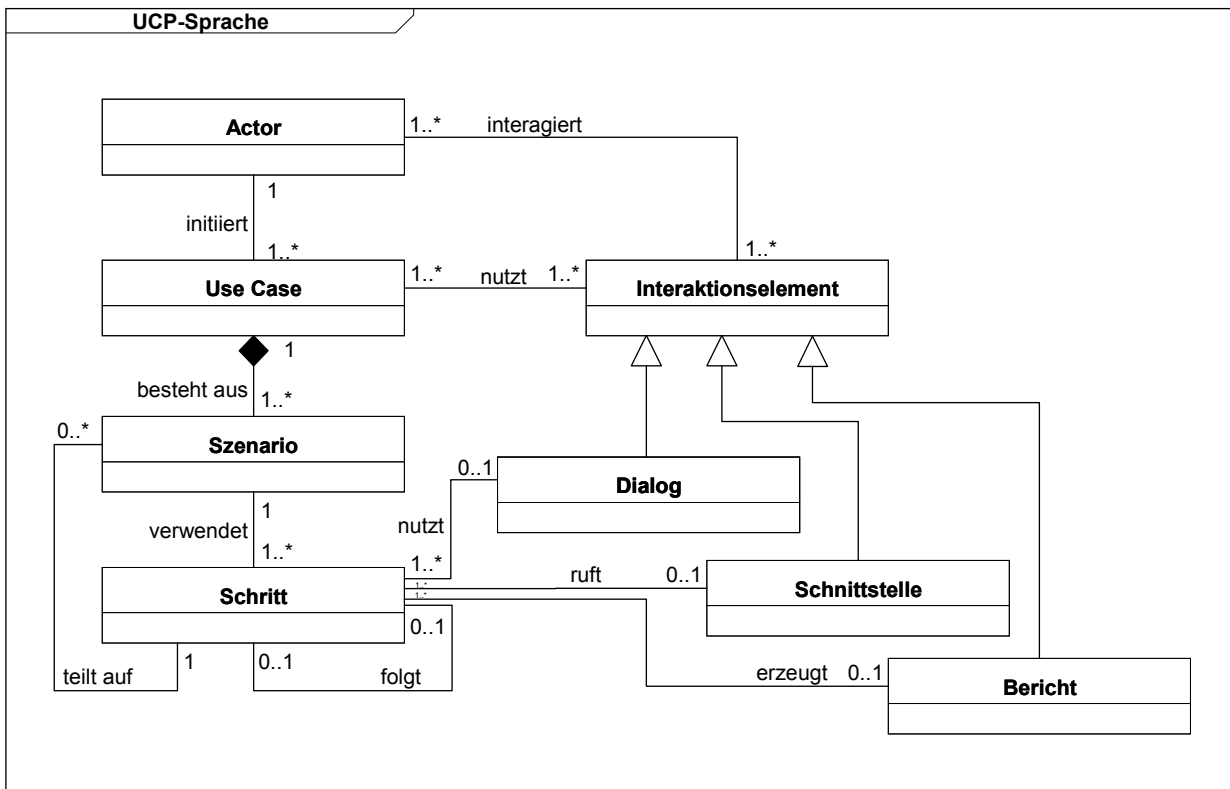 UCP-Sprache
Actor
1..*
interagiert
1
initiiert
1..*
1..*
Use Case
1..*
nutzt
1..*
Interaktionselement
1
besteht aus
1..*
0..*
Szenario
0..1
Dialog
1
verwendet
nutzt
1..*
1..*
ruft
0..1
Schnittstelle
Schritt
1..*
1..*
0..1
teilt auf
1
0..1
folgt
erzeugt
0..1
Bericht